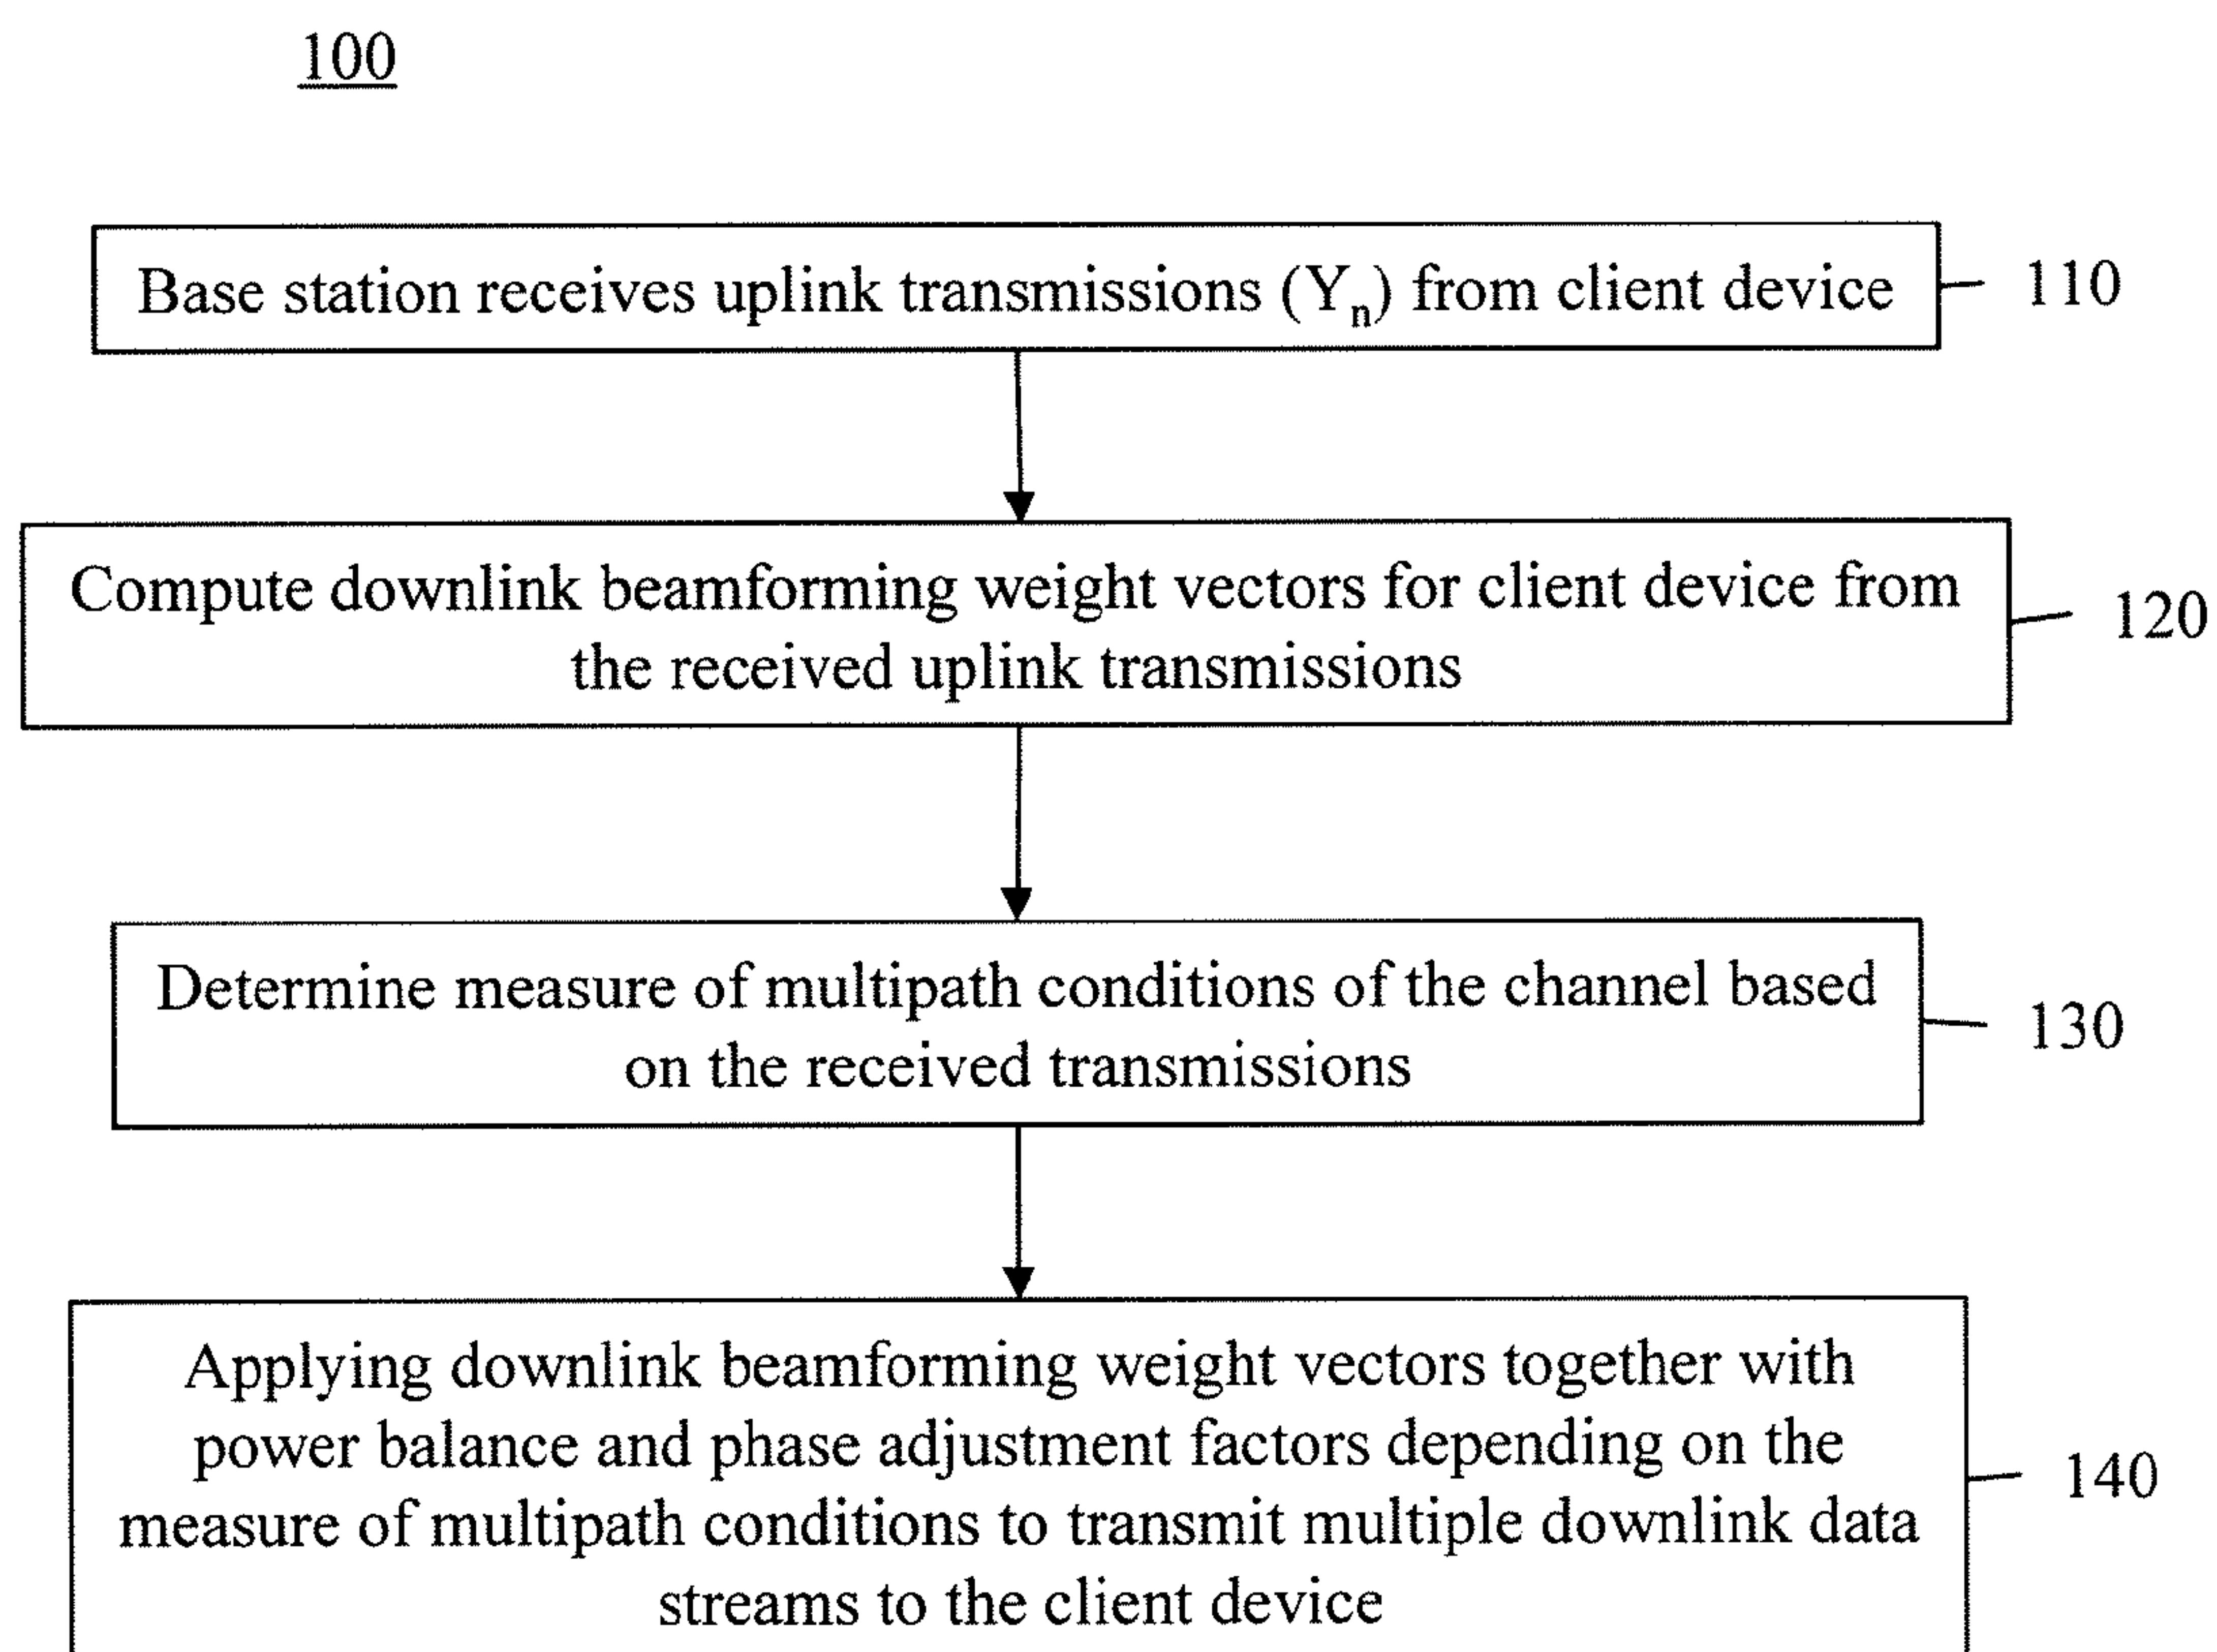 100
Base station receives uplink transmissions (Yn) from client device
110
Compute downlink beamforming weight vectors for client device from
the received uplink transmissions
120
Determine measure of multipath conditions of the channel based
on the received transmissions
130
Applying downlink beamforming weight vectors together with
power balance and phase adjustment factors depending on the
measure of multipath conditions to transmit multiple downlink data
streams to the client device
140